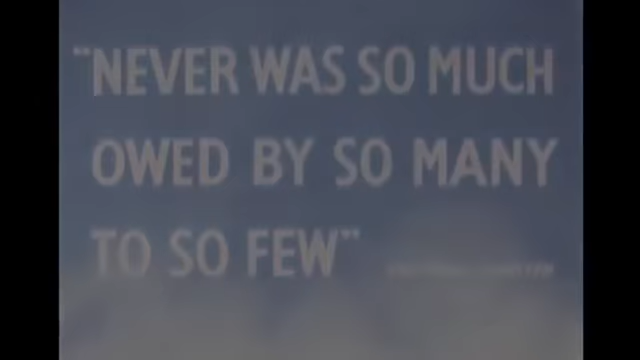 "NEVER WAS SO MUCH
OWED BY SO MANY
TO SO FEW"